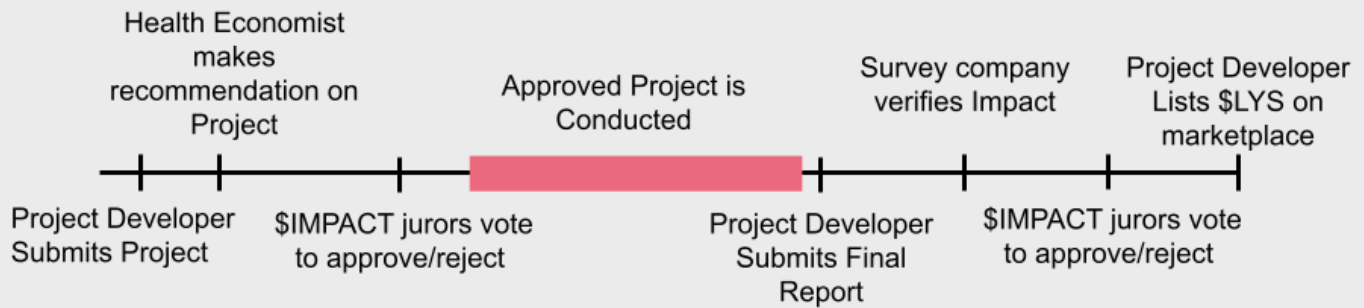 Health Economist
makes
recommendation on
Project
Approved Project is
Conducted
Survey company
verifies Impact
Project Developer
Lists $LYS on
marketplace
Project Developer
Submits Project
$IMPACT jurors vote
to approve/reject
Project Developer
Submits Final
Report
$IMPACT jurors vote
to approve/reject